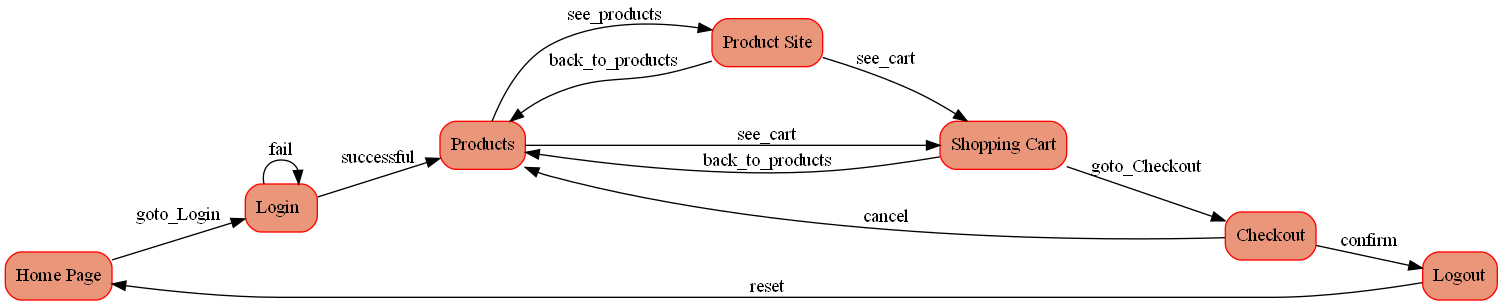 see_products
Product Site
back_to_products
see_cart
Products
see_cart
Shopping Cart
back_to_products
fail
successful
goto_Checkout
Login
goto_Login
cancel
Checkout
confirm
Home Page
Logout
reset